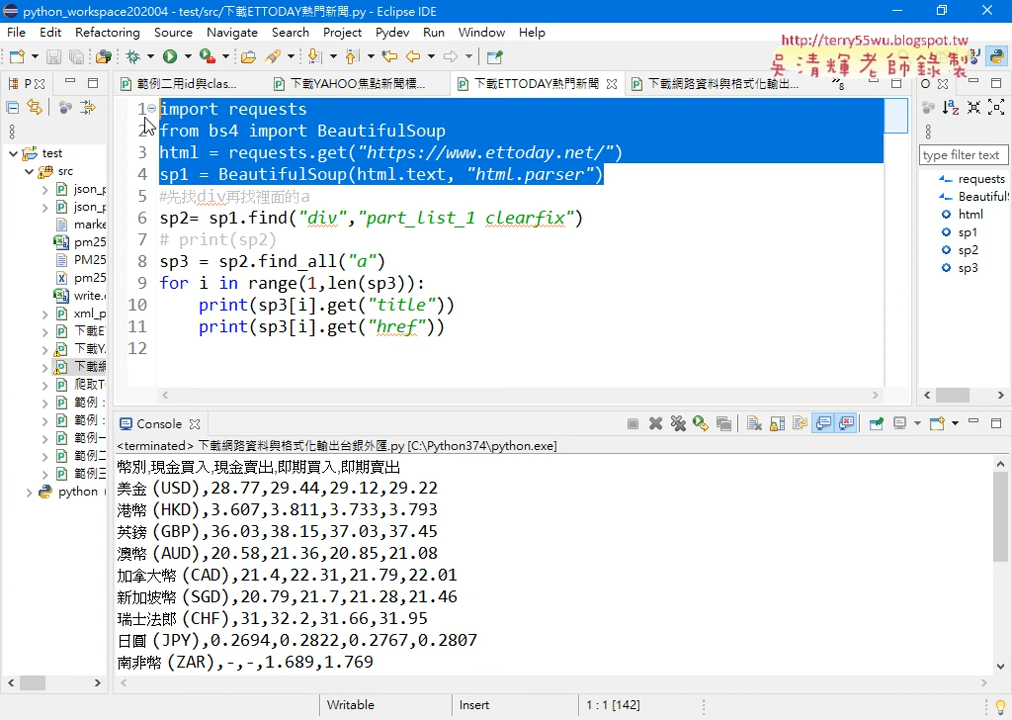 python_workspace202004 - test/src/下載ETTODAY熱門新聞.py - Eclipse IDE
File Edit Refactoring Source Navigate Search Project Pydev Run Window Help
http://terry55wu.blogspot.tw
吳清輝老師錄製
P
範例二用id與clas...
下載YAHOO焦點新聞標...
下載ETTODAY熱門新聞
下載網路資料與格式化輸出...
8
O
test
src
json_p
json_p
marke
pm25
PM25
pm25
write.c
xml_p
下載E
下載Y
下載網
爬取T
範例：
範例：
範例一
範例二
範例三
python
1 import requests
2 from bs4 import BeautifulSoup
3 html = requests.get("https://www.ettoday.net/")
4 sp1 = BeautifulSoup(html.text, "html.parser")
5 #先找div再找裡面的a
6 sp2= sp1.find("div","part_list_1 clearfix")
7 # print(sp2)
8 sp3 = sp2.find_all("a")
9 for i in range(1,len(sp3)):
10 print(sp3[i].get("title"))
11 print(sp3[i].get("href"))
12
type filter text
requests
Beautiful
html
sp1
sp2
sp3
Console
<terminated> 下載網路資料與格式化輸出台銀外匯.py [C:\Python374\python.exe]
幣別,現金買入,現金賣出,即期買入,即期賣出
美金 (USD),28.77,29.44,29.12,29.22
港幣 (HKD),3.607,3.811,3.733,3.793
英鎊 (GBP),36.03,38.15,37.03,37.45
澳幣 (AUD),20.58,21.36,20.85,21.08
加拿大幣 (CAD),21.4,22.31,21.79,22.01
新加坡幣 (SGD),20.79,21.7,21.28,21.46
瑞士法郎 (CHF),31,32.2,31.66,31.95
日圓 (JPY),0.2694,0.2822,0.2767,0.2807
南非幣 (ZAR),-,-,1.689,1.769
Writable
Insert
1 : 1 [142]